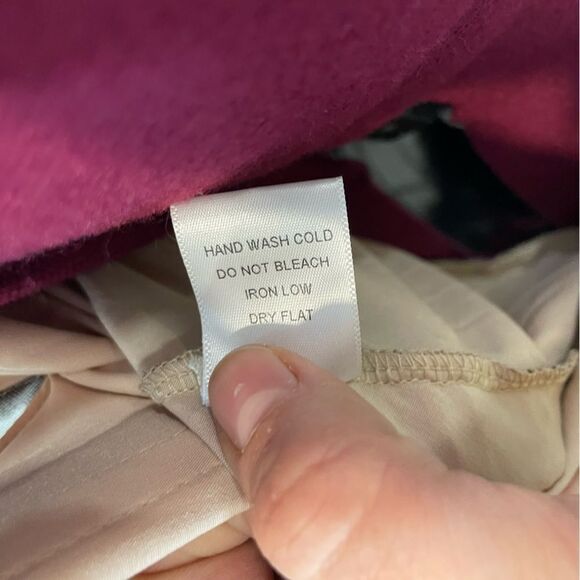 HAND WASH COLD
DO NOT BLEACH
IRON LOW
DRY FLAT